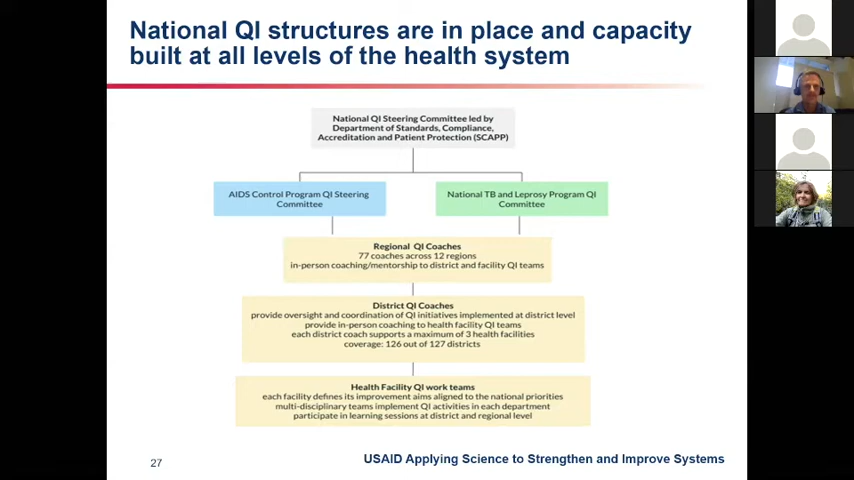 National QI structures are in place and capacity
built at all levels of the health system
National QI Steering Committee led by
Department of Standards, Compliance,
Accreditation and Patient Protection (SCAPP)
AIDS Control Program QI Steering
Committee
National TB and Leprosy Program QI
Committee
Regional QI Coaches
77 coaches across 12 regions
in-person coaching/mentorship to district and facility QI teams
District QI Coaches
provide oversight and coordination of QI initiatives implemented at district level
provide in-person coaching to health facility QI teams
each district coach supports a maximum of 3 health facilities
coverage: 126 out of 127 districts
Health Facility QI work teams
each facility defines its improvement aims aligned to the national priorities
multi-disciplinary teams implement QI activities in each department
participate in learning sessions at district and regional level
27
USAID Applying Science to Strengthen and Improve Systems